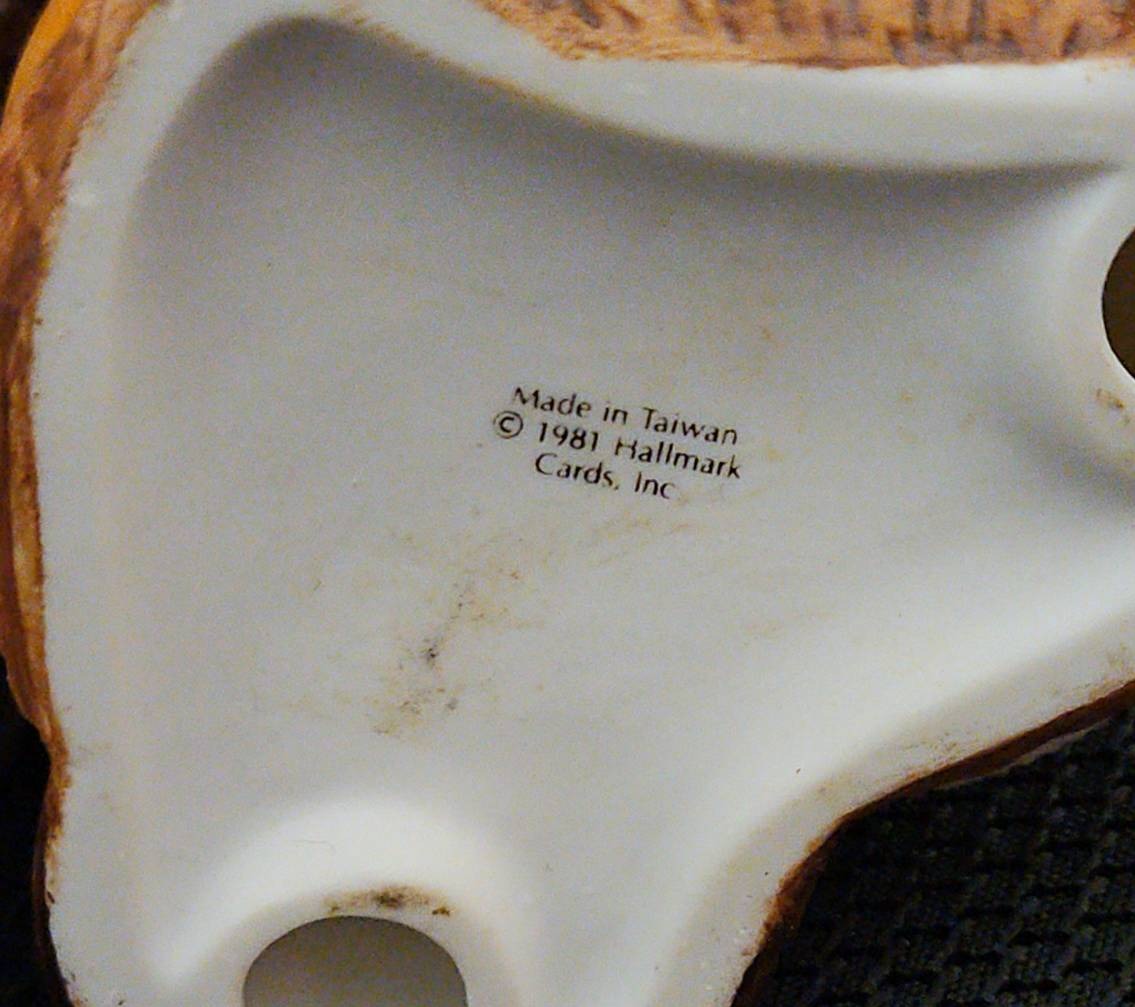 Made in Taiwan
© 1981 Hallmark
Cards, Inc